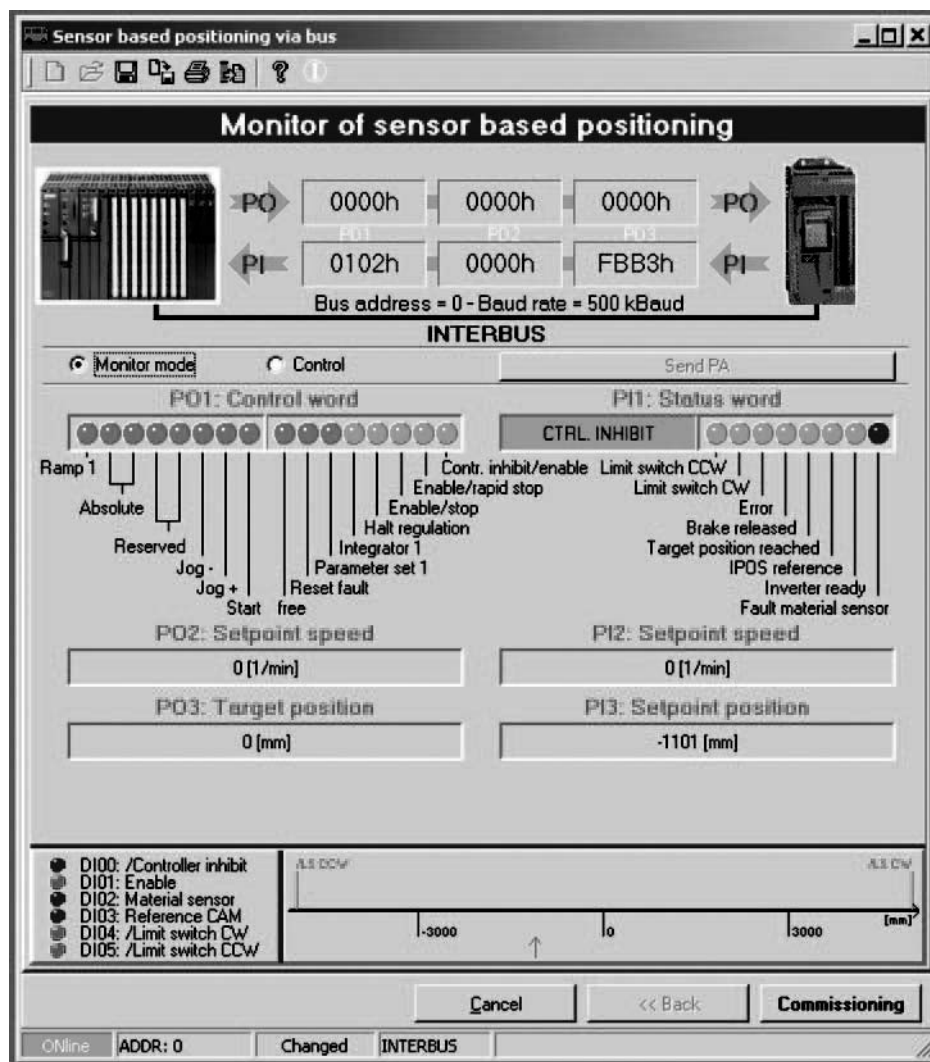 Sensor based positioning via bus
Monitor of sensor based positioning
PO 0000h 0000h 0000h PO
PO1 PO2 PO3
PI 0102h 0000h FBB3h PI
Bus address = 0 - Baud rate = 500 kBaud
INTERBUS
Monitor mode Control Send PA
PO1: Control word PI1: Status word
CTRL. INHIBIT
Ramp 1 Contr. inhibit/enable Limit switch CCW
Enable/rapid stop Limit switch CW
Absolute Enable/stop Error
Halt regulation Brake released
Reserved Integrator 1 Target position reached
Jog - Parameter set 1 IPOS reference
Jog + Reset fault Inverter ready
Start free Fault material sensor
PO2: Setpoint speed PI2: Setpoint speed
0 [1/min] 0 [1/min]
PO3: Target position PI3: Setpoint position
0 [mm] -1101 [mm]
DI00: /Controller inhibit
DI01: Enable
DI02: Material sensor
DI03: Reference CAM
DI04: /Limit switch CW
DI05: /Limit switch CCW
/LS CCW /LS CW
-3000 0 3000 [mm]
Cancel << Back Commissioning
ONline ADDR: 0 Changed INTERBUS